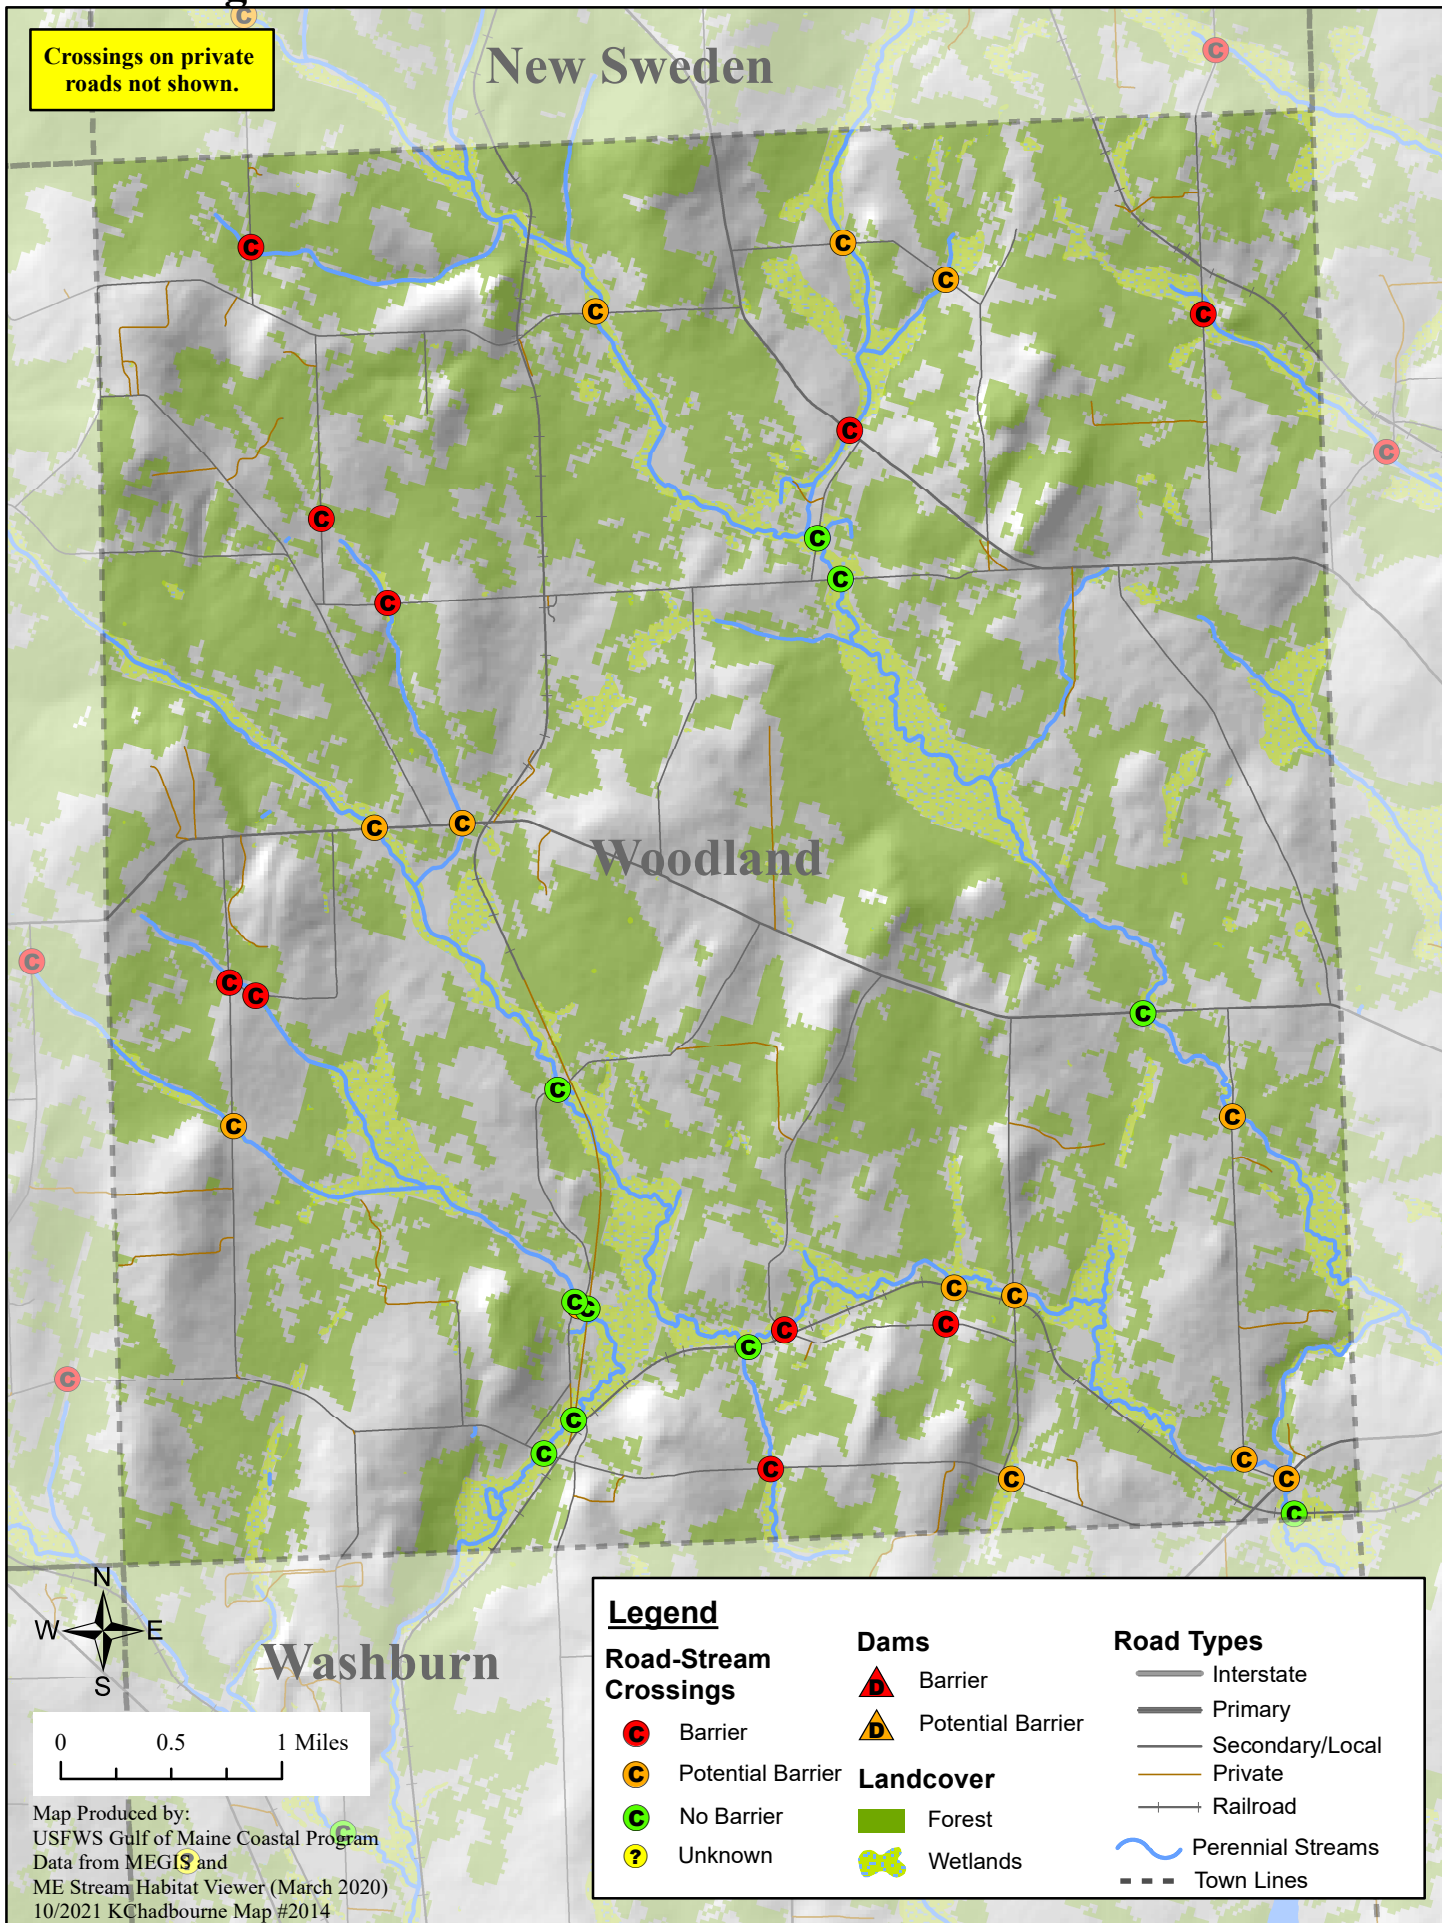 g
Crossings on private
roads not shown.
New Sweden
Woodland
Washburn
N
W E
S
0 0.5 1 Miles
Map Produced by:
USFWS Gulf of Maine Coastal Program
Data from MEGIS and
ME Stream Habitat Viewer (March 2020)
10/2021 KChadbourne Map #2014
Legend
Road-Stream
Crossings
C Barrier
C Potential Barrier
C No Barrier
? Unknown
Dams
D Barrier
D Potential Barrier
Landcover
Forest
Wetlands
Road Types
Interstate
Primary
Secondary/Local
Private
Railroad
Perennial Streams
Town Lines